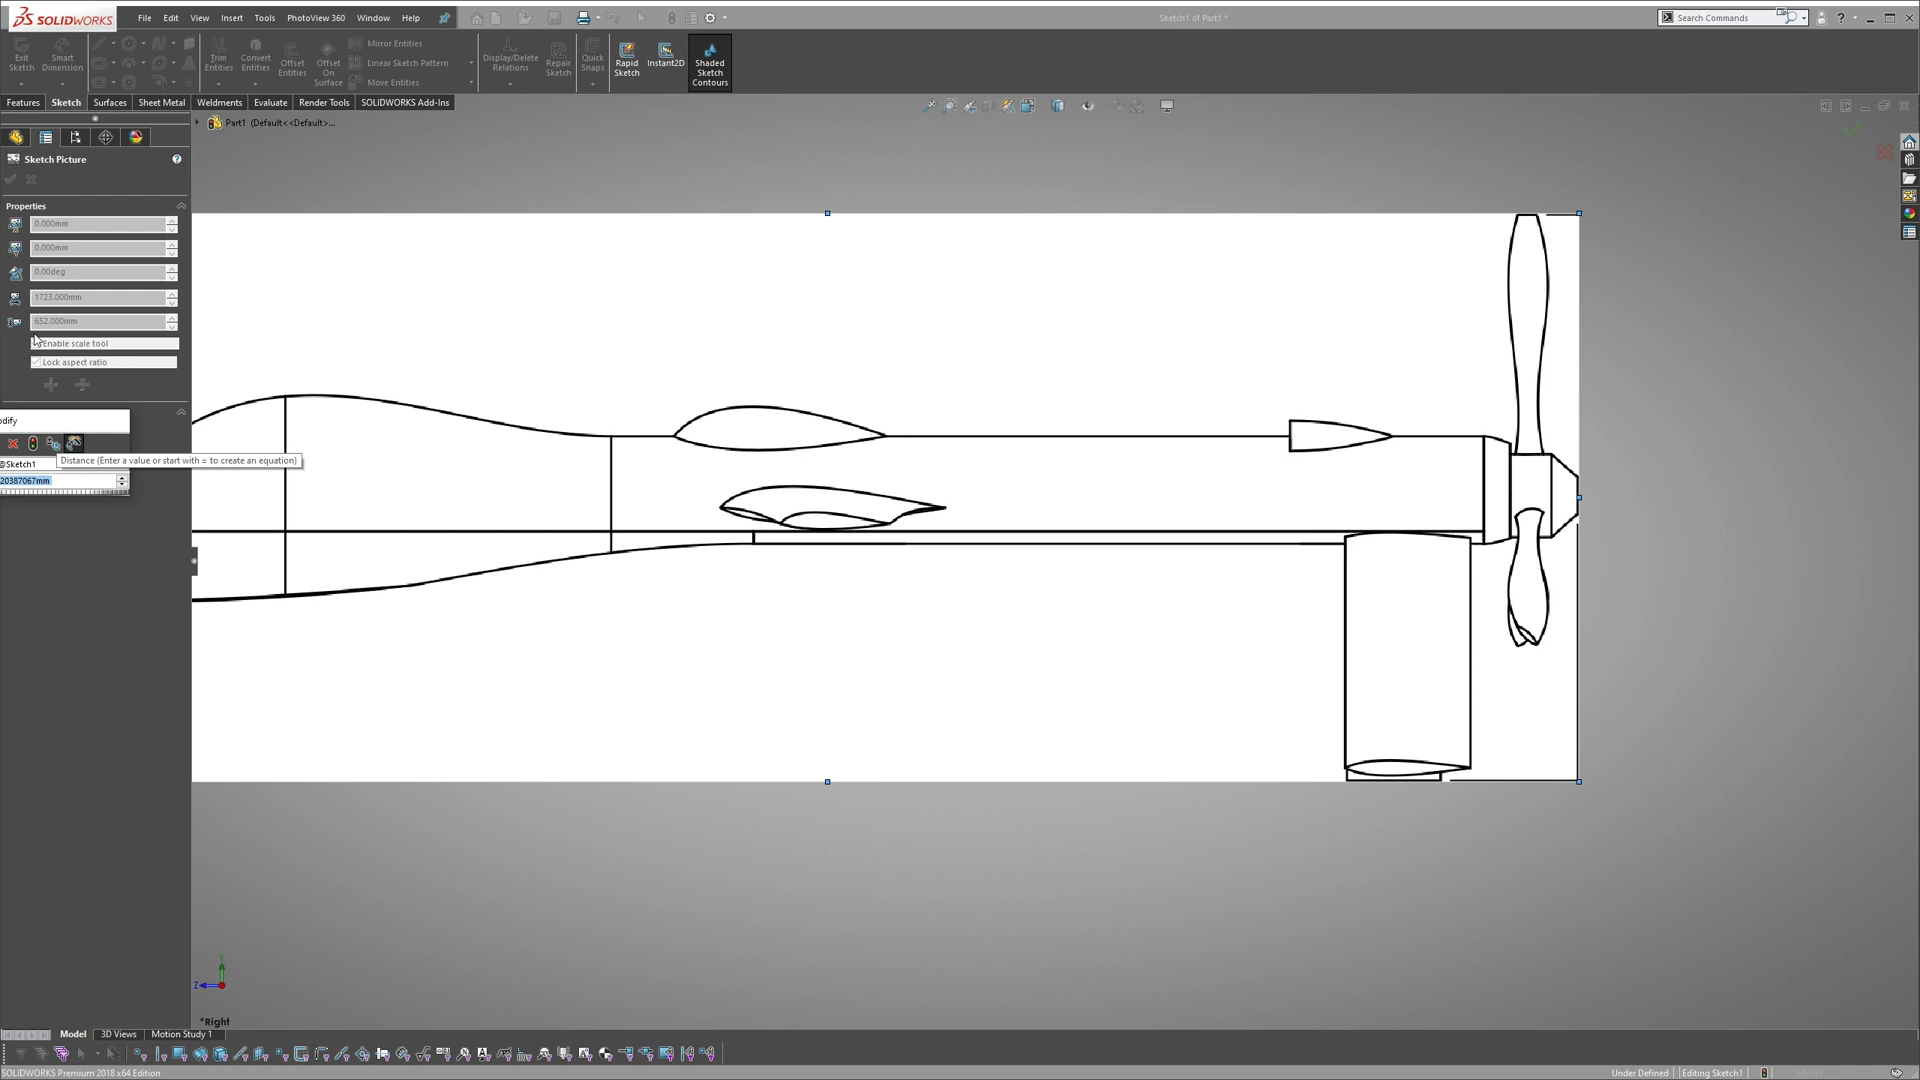 SOLIDWORKS File Edit View Insert Tools PhotoView 360 Window Help Sketch1 of Part1 * Search Commands ?
Exit Sketch Smart Dimension Trim Entities Convert Entities Offset Entities Offset On Surface Mirror Entities Linear Sketch Pattern Move Entities Display/Delete Relations Repair Sketch Quick Snaps Rapid Sketch Instant2D Shaded Sketch Contours
Features Sketch Surfaces Sheet Metal Weldments Evaluate Render Tools SOLIDWORKS Add-Ins
Part1 (Default<<Default>...
Sketch Picture ?
Properties
0.000mm
0.000mm
0.00deg
1723.000mm
652.000mm
Enable scale tool
Lock aspect ratio
odify
@Sketch1
Distance (Enter a value or start with = to create an equation)
20387067mm
Y
Z
*Right
Model 3D Views Motion Study 1
SOLIDWORKS Premium 2018 x64 Edition Under Defined Editing Sketch1